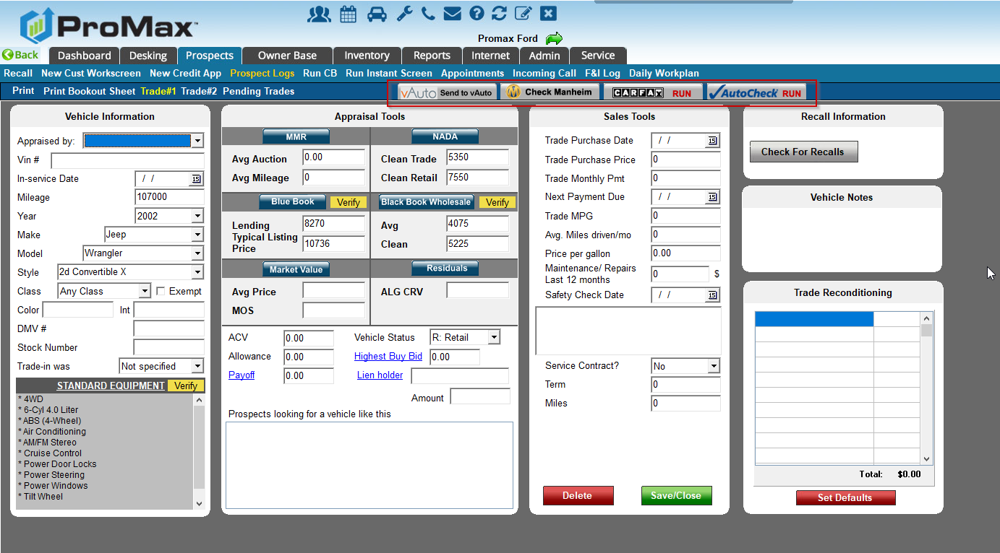 ProMax™
Promax Ford
Back
Dashboard Desking Prospects Owner Base Inventory Reports Internet Admin Service
Recall New Cust Workscreen New Credit App Prospect Logs Run CB Run Instant Screen Appointments Incoming Call F&I Log Daily Workplan
Print Print Bookout Sheet Trade#1 Trade#2 Pending Trades
vAuto Send to vAuto Check Manheim CARFAX RUN AutoCheck RUN
Vehicle Information
Appraised by:
Vin #
In-service Date / / 15
Mileage 107000
Year 2002
Make Jeep
Model Wrangler
Style 2d Convertible X
Class Any Class Exempt
Color Int
DMV #
Stock Number
Trade-in was Not specified
STANDARD EQUIPMENT Verify
* 4WD
* 6-Cyl 4.0 Liter
* ABS (4-Wheel)
* Air Conditioning
* AM/FM Stereo
* Cruise Control
* Power Door Locks
* Power Steering
* Power Windows
* Tilt Wheel
Appraisal Tools
MMR NADA
Avg Auction 0.00 Clean Trade 5350
Avg Mileage 0 Clean Retail 7550
Blue Book Verify Black Book Wholesale Verify
Lending 8270 Avg 4075
Typical Listing
Price 10736 Clean 5225
Market Value Residuals
Avg Price ALG CRV
MOS
ACV 0.00 Vehicle Status R: Retail
Allowance 0.00 Highest Buy Bid 0.00
Payoff 0.00 Lien holder
Amount
Prospects looking for a vehicle like this
Sales Tools
Trade Purchase Date / / 15
Trade Purchase Price 0
Trade Monthly Pmt 0
Next Payment Due / / 15
Trade MPG 0
Avg. Miles driven/mo 0
Price per gallon 0.00
Maintenance/ Repairs
Last 12 months 0 $
Safety Check Date / / 15
Service Contract? No
Term 0
Miles 0
Delete Save/Close
Recall Information
Check For Recalls
Vehicle Notes
Trade Reconditioning
Total: $0.00
Set Defaults